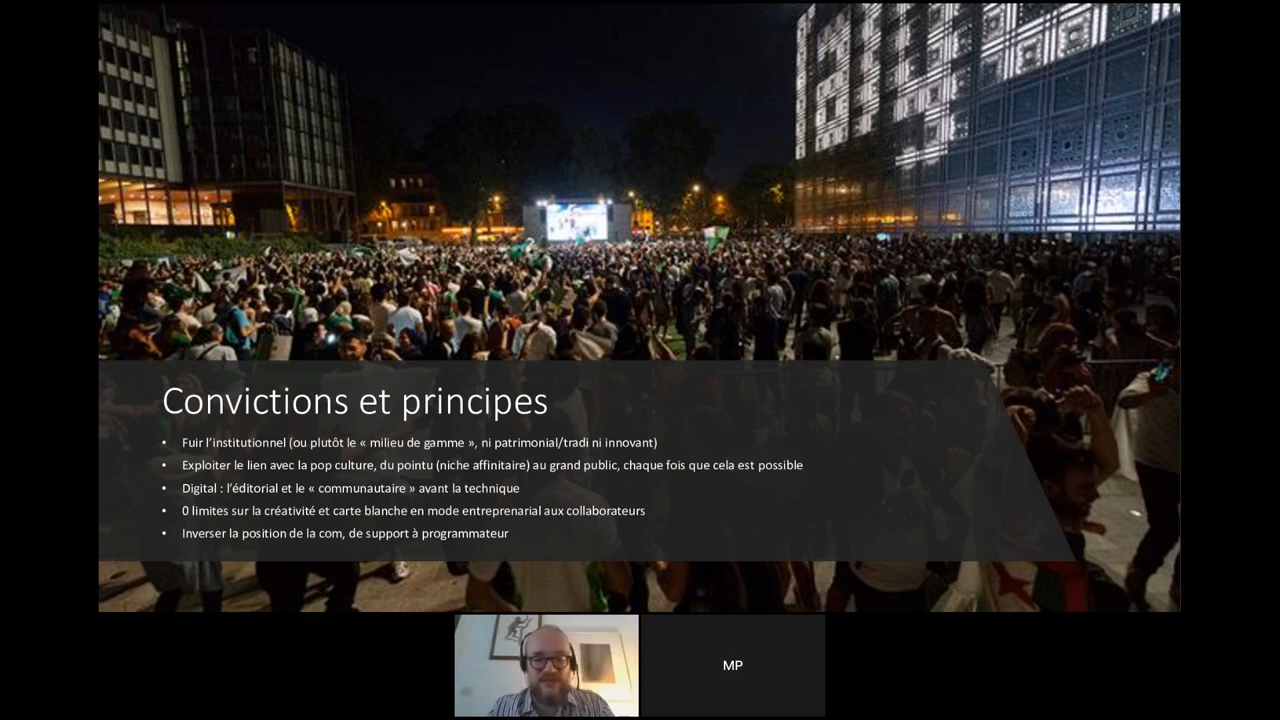 Convictions et principes
• Fuir l’institutionnel (ou plutôt le « milieu de gamme », ni patrimonial/tradi ni innovant)
• Exploiter le lien avec la pop culture, du pointu (niche affinitaire) au grand public, chaque fois que cela est possible
• Digital : l’éditorial et le « communautaire » avant la technique
• 0 limites sur la créativité et carte blanche en mode entreprenarial aux collaborateurs
• Inverser la position de la com, de support à programmateur
MP